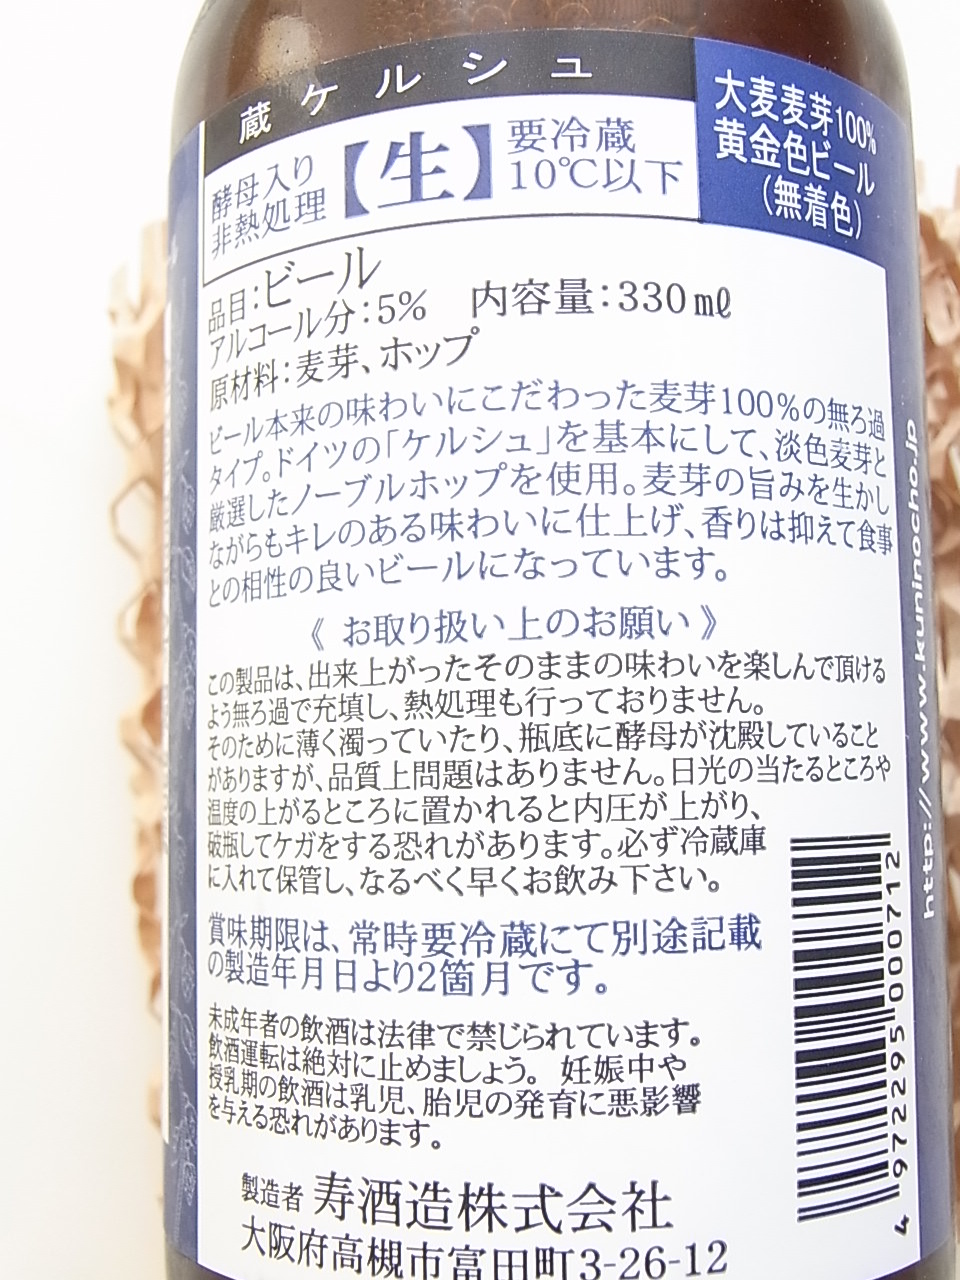 蔵ケルシュ
酵母入り
非熱処理
【生】
要冷蔵
10℃以下
大麦麦芽100%
黄金色ビール
(無着色)
品目:ビール
アルコール分:5% 内容量:330㎖
原材料:麦芽、ホップ
ビール本来の味わいにこだわった麦芽100%の無ろ過
タイプ。ドイツの「ケルシュ」を基本にして、淡色麦芽と
厳選したノーブルホップを使用。麦芽の旨みを生かし
ながらもキレのある味わいに仕上げ、香りは抑えて食事
との相性の良いビールになっています。
《 お取り扱い上のお願い 》
この製品は、出来上がったそのままの味わいを楽しんで頂ける
よう無ろ過で充填し、熱処理も行っておりません。
そのために薄く濁っていたり、瓶底に酵母が沈殿していること
がありますが、品質上問題はありません。日光の当たるところや
温度の上がるところに置かれると内圧が上がり、
破瓶してケガをする恐れがあります。必ず冷蔵庫
に入れて保管し、なるべく早くお飲み下さい。
賞味期限は、常時要冷蔵にて別途記載
の製造年月日より2箇月です。
未成年者の飲酒は法律で禁じられています。
飲酒運転は絶対に止めましょう。 妊娠中や
授乳期の飲酒は乳児、胎児の発育に悪影響
を与える恐れがあります。
製造者 寿酒造株式会社
大阪府高槻市富田町3-26-12
4 972295 000712
http://www.kuninocho.jp